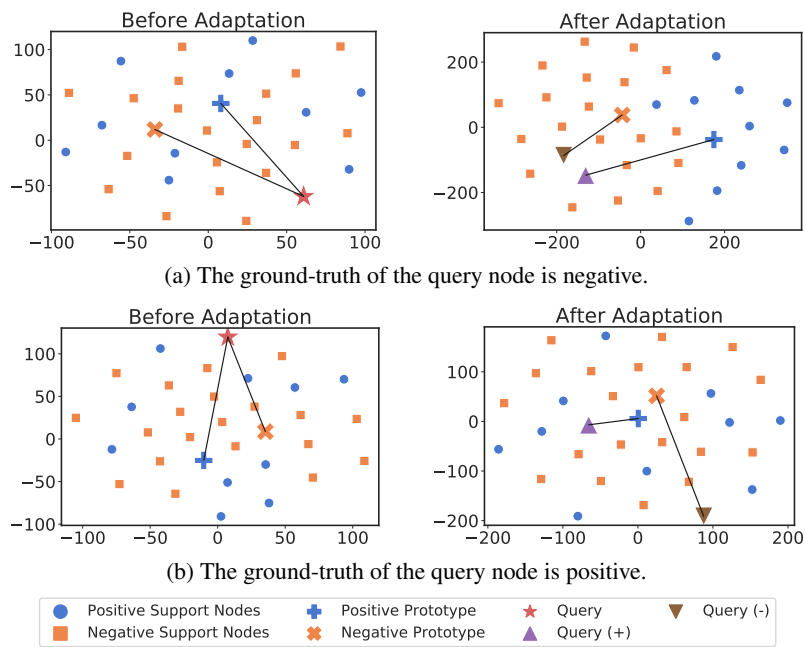 Before Adaptation
After Adaptation
100
50
0
−50
−100
−50
0
50
100
200
0
−200
−200
0
200
(a) The ground-truth of the query node is negative.
Before Adaptation
After Adaptation
100
50
0
−50
−100
−100
−50
0
50
100
100
0
−100
−200
−200
−100
0
100
200
(b) The ground-truth of the query node is positive.
Positive Support Nodes
Positive Prototype
Query
Query (-)
Negative Support Nodes
Negative Prototype
Query (+)